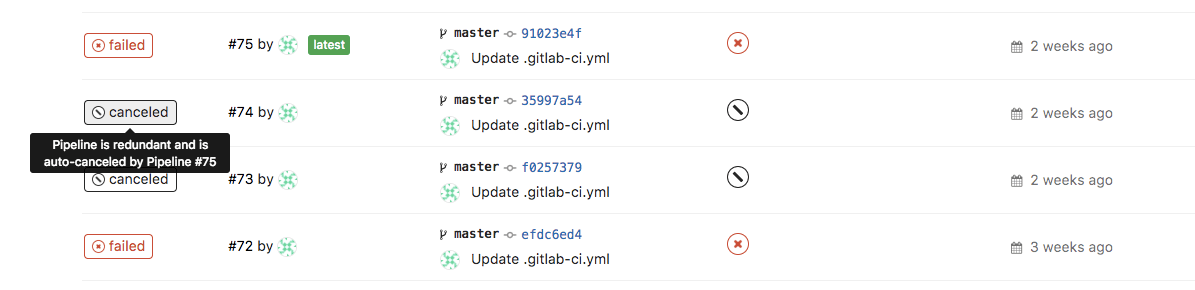 failed #75 by latest master 91023e4f 2 weeks ago
Update .gitlab-ci.yml
canceled #74 by master 35997a54 2 weeks ago
Update .gitlab-ci.yml
Pipeline is redundant and is
auto-canceled by Pipeline #75
canceled #73 by master f0257379 2 weeks ago
Update .gitlab-ci.yml
failed #72 by master efdc6ed4 3 weeks ago
Update .gitlab-ci.yml